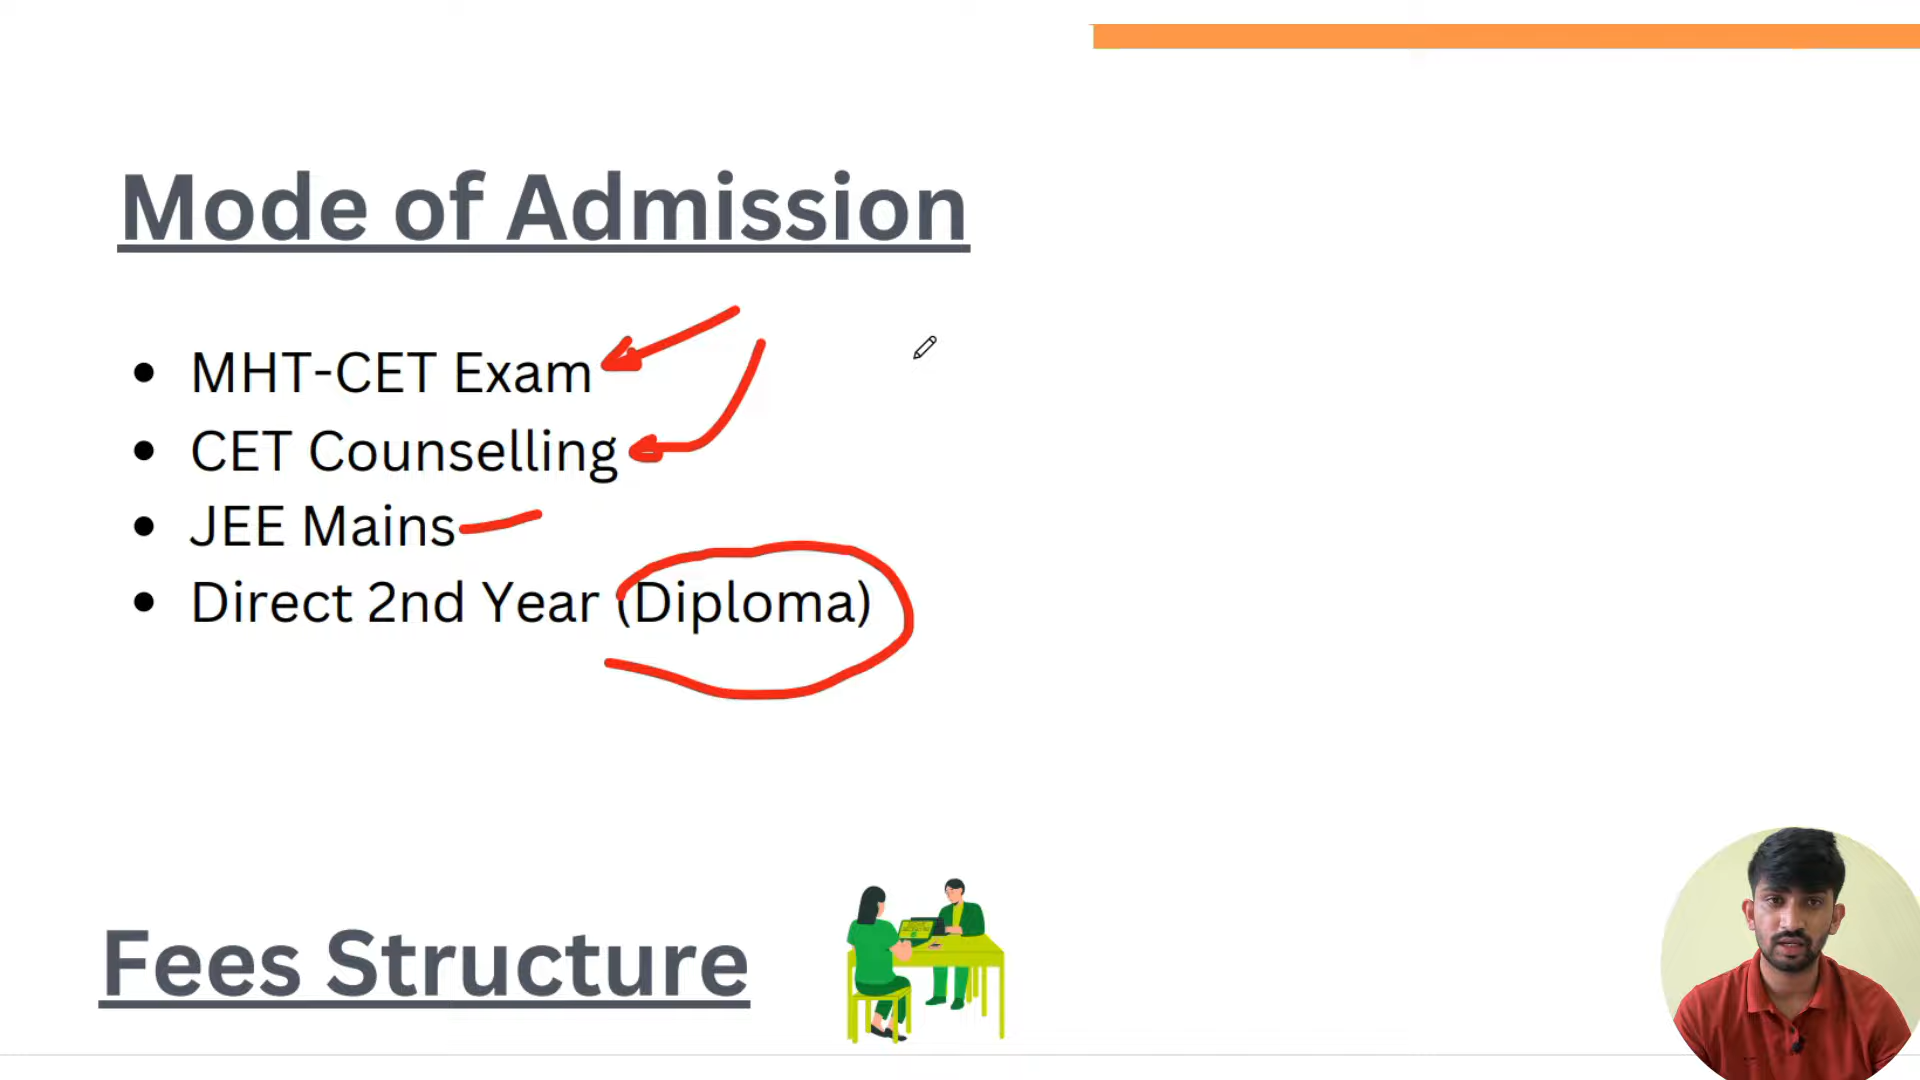 Mode of Admission
• MHT-CET Exam
• CET Counselling
• JEE Mains
• Direct 2nd Year (Diploma)
Fees Structure